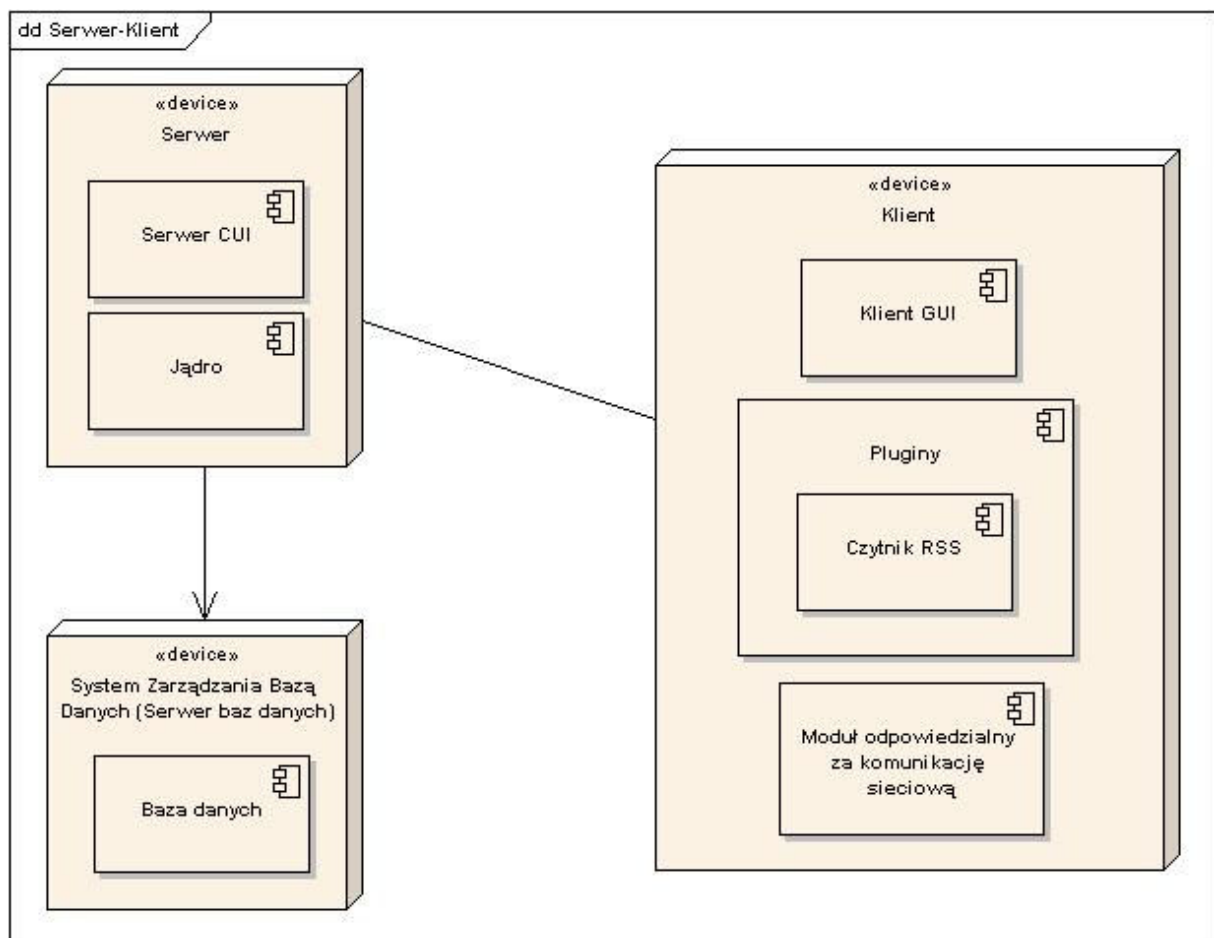 dd Serwer-Klient
«device»
Serwer
Serwer CUI
Jądro
«device»
Klient
Klient GUI
Pluginy
Czytnik RSS
Moduł odpowiedzialny
za komunikację
sieciową
«device»
System Zarządzania Bazą
Danych (Serwer baz danych)
Baza danych